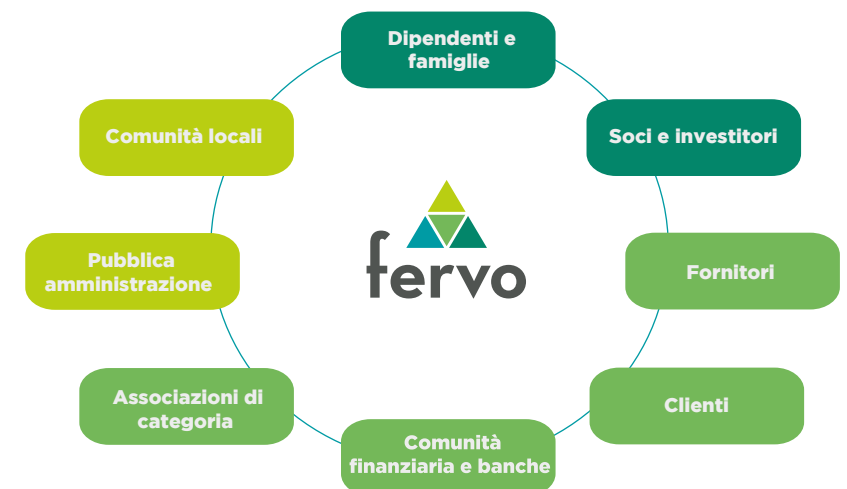 Dipendenti e
famiglie
Comunità locali
Soci e investitori
Pubblica
amministrazione
fervo
Fornitori
Associazioni di
categoria
Clienti
Comunità
finanziaria e banche